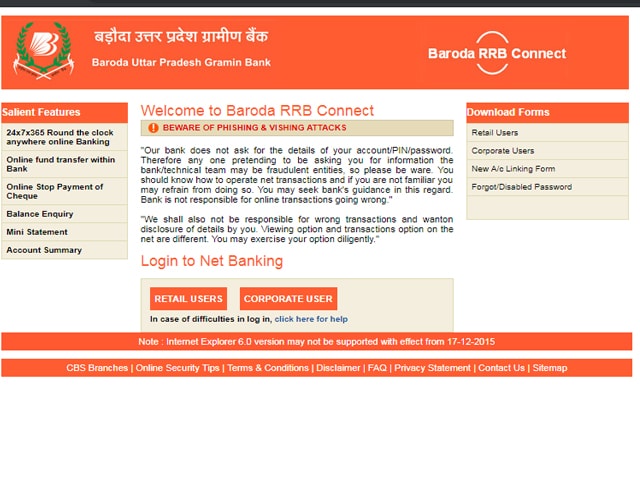 बड़ौदा उत्तर प्रदेश ग्रामीण बैंक
Baroda Uttar Pradesh Gramin Bank
Baroda RRB Connect
Salient Features
24x7x365 Round the clock
anywhere online Banking
Online fund transfer within
Bank
Online Stop Payment of
Cheque
Balance Enquiry
Mini Statement
Account Summary
Welcome to Baroda RRB Connect
BEWARE OF PHISHING & VISHING ATTACKS
"Our bank does not ask for the details of your account/PIN/password.
Therefore any one pretending to be asking you for information the
bank/technical team may be fraudulent entities, so please be ware. You
should know how to operate net transactions and if you are not familiar you
may refrain from doing so. You may seek bank's guidance in this regard.
Bank is not responsible for online transactions going wrong."
"We shall also not be responsible for wrong transactions and wanton
disclosure of details by you. Viewing option and transactions option on the
net are different. You may exercise your option diligently."
Login to Net Banking
RETAIL USERS
CORPORATE USER
In case of difficulties in log in, click here for help
Download Forms
Retail Users
Corporate Users
New A/c Linking Form
Forgot/Disabled Password
Note : Internet Explorer 6.0 version may not be supported with effect from 17-12-2015
CBS Branches | Online Security Tips | Terms & Conditions | Disclaimer | FAQ | Privacy Statement | Contact Us | Sitemap